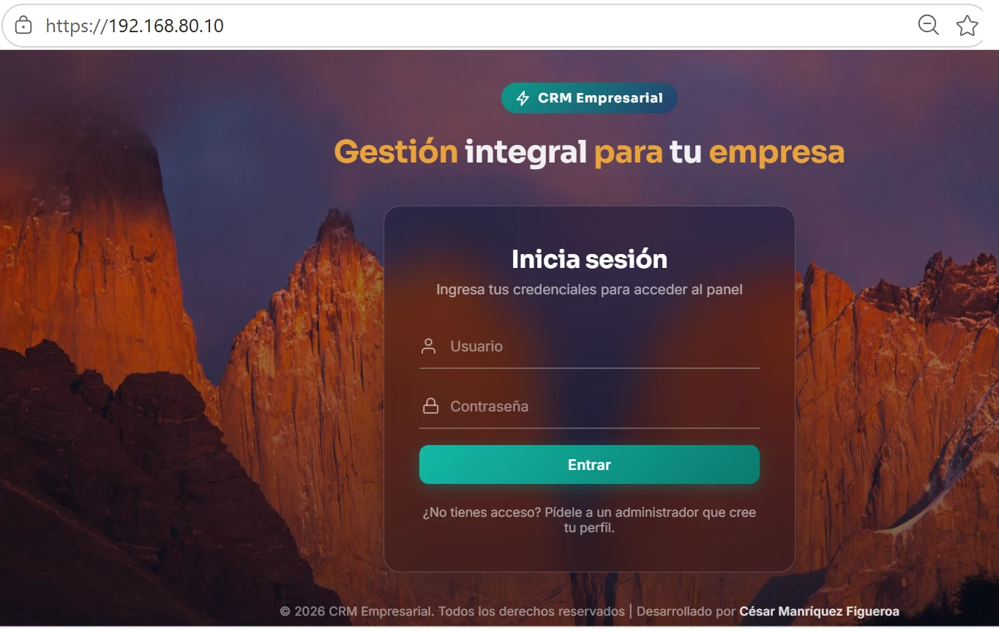 https://192.168.80.10
CRM Empresarial
Gestión integral para tu empresa
Inicia sesión
Ingresa tus credenciales para acceder al panel
Usuario
Contraseña
Entrar
¿No tienes acceso? Pídele a un administrador que cree
tu perfil.
© 2026 CRM Empresarial. Todos los derechos reservados | Desarrollado por César Manríquez Figueroa